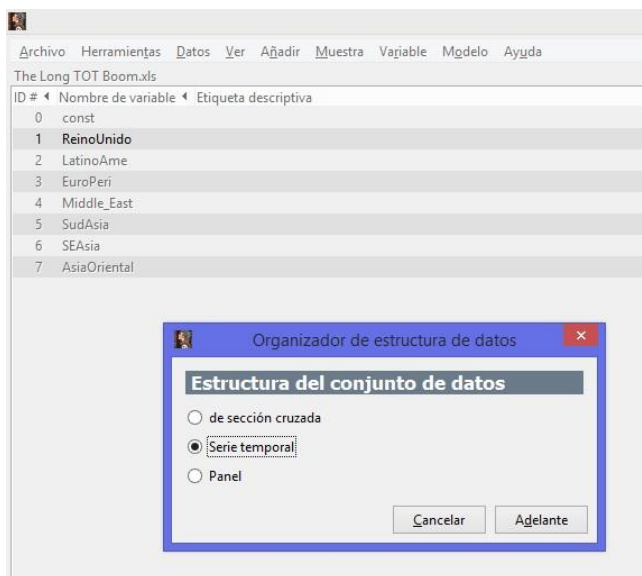 Archivo Herramientas Datos Ver Añadir Muestra Variable Modelo Ayuda
The Long TOT Boom.xls
ID # Nombre de variable Etiqueta descriptiva
0 const
1 ReinoUnido
2 LatinoAme
3 EuroPeri
4 Middle_East
5 SudAsia
6 SEAsia
7 AsiaOriental
Organizador de estructura de datos
Estructura del conjunto de datos
de sección cruzada
Serie temporal
Panel
Cancelar Adelante